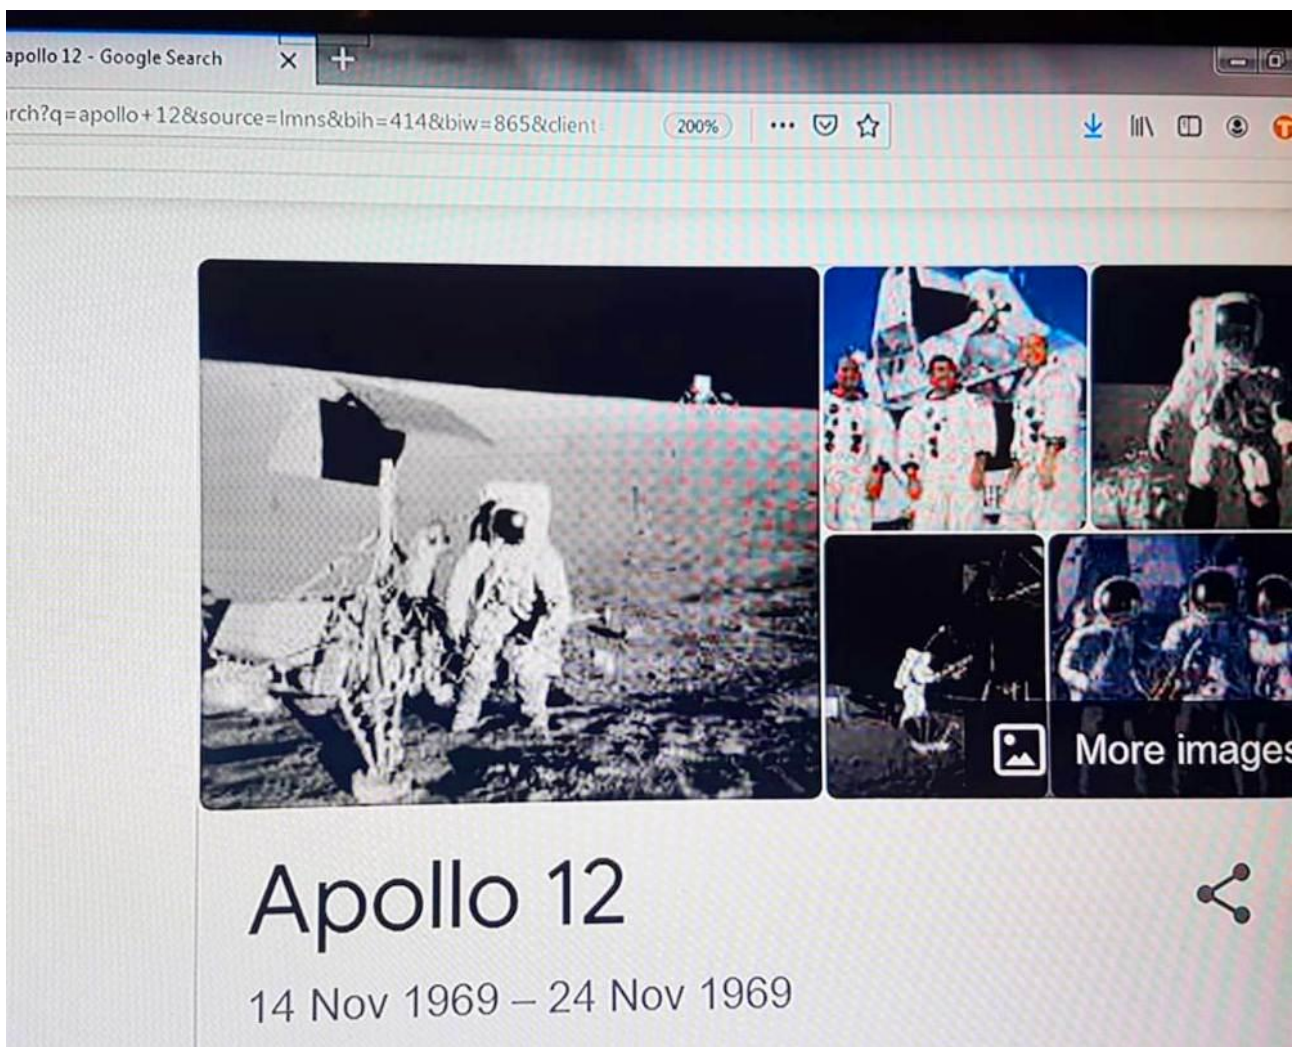 apollo 12 - Google Search
rch?q=apollo+12&source=lmns&bih=414&biw=865&client
200%
More images
Apollo 12
14 Nov 1969 – 24 Nov 1969